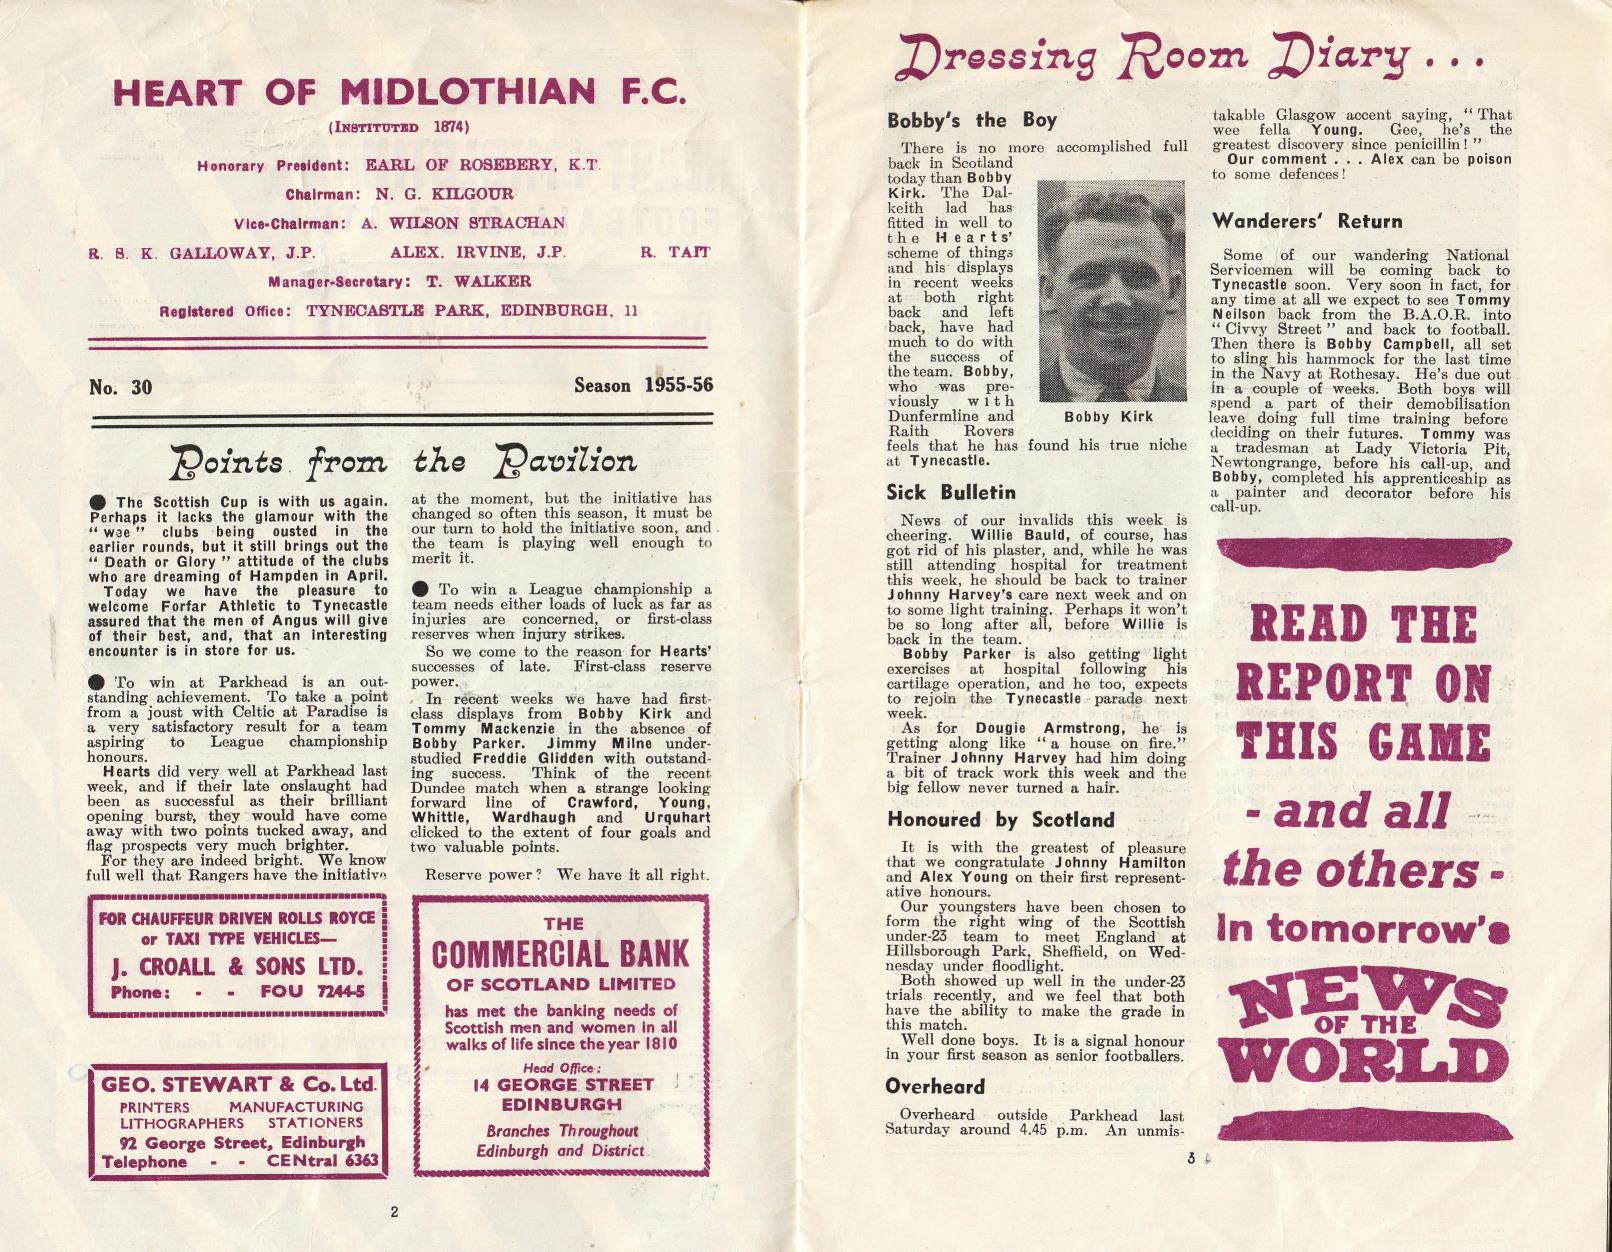 HEART OF MIDLOTHIAN F.C.
(Instituted 1874)
Honorary President: EARL OF ROSEBERY, K.T.
Chairman: N. G. KILGOUR
Vice-Chairman: A. WILSON STRACHAN
R. S. K. GALLOWAY, J.P. ALEX. IRVINE, J.P. R. TAIT
Manager-Secretary: T. WALKER
Registered Office: TYNECASTLE PARK, EDINBURGH, 11
No. 30 Season 1955-56
Points from the Pavilion
● The Scottish Cup is with us again.
Perhaps it lacks the glamour with the
“ wee ” clubs being ousted in the
earlier rounds, but it still brings out the
“ Death or Glory ” attitude of the clubs
who are dreaming of Hampden in April.
Today we have the pleasure to
welcome Forfar Athletic to Tynecastle
assured that the men of Angus will give
of their best, and, that an interesting
encounter is in store for us.
● To win at Parkhead is an out-
standing achievement. To take a point
from a joust with Celtic at Paradise is
a very satisfactory result for a team
aspiring to League championship
honours.
Hearts did very well at Parkhead last
week, and if their late onslaught had
been as successful as their brilliant
opening burst, they would have come
away with two points tucked away, and
flag prospects very much brighter.
For they are indeed bright. We know
full well that Rangers have the initiative
at the moment, but the initiative has
changed so often this season, it must be
our turn to hold the initiative soon, and
the team is playing well enough to
merit it.
● To win a League championship a
team needs either loads of luck as far as
injuries are concerned, or first-class
reserves when injury strikes.
So we come to the reason for Hearts'
successes of late. First-class reserve
power.
In recent weeks we have had first-
class displays from Bobby Kirk and
Tommy Mackenzie in the absence of
Bobby Parker. Jimmy Milne under-
studied Freddie Glidden with outstand-
ing success. Think of the recent
Dundee match when a strange looking
forward line of Crawford, Young,
Whittle, Wardhaugh and Urquhart
clicked to the extent of four goals and
two valuable points.
Reserve power? We have it all right.
FOR CHAUFFEUR DRIVEN ROLLS ROYCE
or TAXI TYPE VEHICLES—
J. CROALL & SONS LTD.
Phone: - - FOU 7244-5
GEO. STEWART & Co. Ltd.
PRINTERS MANUFACTURING
LITHOGRAPHERS STATIONERS
92 George Street, Edinburgh
Telephone - - CENtral 6363
THE
COMMERCIAL BANK
OF SCOTLAND LIMITED
has met the banking needs of
Scottish men and women in all
walks of life since the year 1810
Head Office:
14 GEORGE STREET
EDINBURGH
Branches Throughout
Edinburgh and District
2
Dressing Room Diary . . .
Bobby's the Boy
There is no more accomplished full
back in Scotland
today than Bobby
Kirk. The Dal-
keith lad has
fitted in well to
the Hearts'
scheme of things
and his displays
in recent weeks
at both right
back and left
back, have had
much to do with
the success of
the team. Bobby,
who was pre-
viously with
Dunfermline and
Raith Rovers
feels that he has found his true niche
at Tynecastle.
Bobby Kirk
Sick Bulletin
News of our invalids this week is
cheering. Willie Bauld, of course, has
got rid of his plaster, and, while he was
still attending hospital for treatment
this week, he should be back to trainer
Johnny Harvey's care next week and on
to some light training. Perhaps it won't
be so long after all, before Willie is
back in the team.
Bobby Parker is also getting light
exercises at hospital following his
cartilage operation, and he too, expects
to rejoin the Tynecastle parade next
week.
As for Dougie Armstrong, he is
getting along like “a house on fire.”
Trainer Johnny Harvey had him doing
a bit of track work this week and the
big fellow never turned a hair.
Honoured by Scotland
It is with the greatest of pleasure
that we congratulate Johnny Hamilton
and Alex Young on their first represent-
ative honours.
Our youngsters have been chosen to
form the right wing of the Scottish
under-23 team to meet England at
Hillsborough Park, Sheffield, on Wed-
nesday under floodlight.
Both showed up well in the under-23
trials recently, and we feel that both
have the ability to make the grade in
this match.
Well done boys. It is a signal honour
in your first season as senior footballers.
Overheard
Overheard outside Parkhead last
Saturday around 4.45 p.m. An unmis-
takable Glasgow accent saying, “ That
wee fella Young. Gee, he's the
greatest discovery since penicillin ! ”
Our comment . . . Alex can be poison
to some defences!
Wanderers' Return
Some of our wandering National
Servicemen will be coming back to
Tynecastle soon. Very soon in fact, for
any time at all we expect to see Tommy
Neilson back from the B.A.O.R. into
“ Civvy Street ” and back to football.
Then there is Bobby Campbell, all set
to sling his hammock for the last time
in the Navy at Rothesay. He's due out
in a couple of weeks. Both boys will
spend a part of their demobilisation
leave doing full time training before
deciding on their futures. Tommy was
a tradesman at Lady Victoria Pit,
Newtongrange, before his call-up, and
Bobby, completed his apprenticeship as
a painter and decorator before his
call-up.
READ THE
REPORT ON
THIS GAME
- and all
the others -
In tomorrow's
NEWS
OF THE
WORLD
3